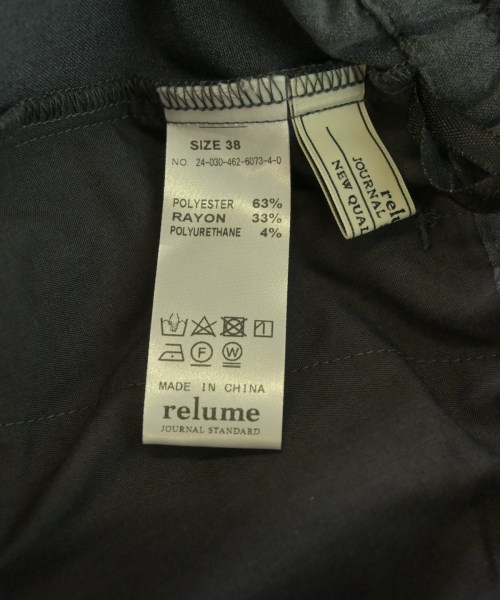 SIZE 38
NO 24-030-462-6073-4-0
POLYESTER 63%
RAYON 33%
POLYURETHANE 4%
F
W
MADE IN CHINA
relume
JOURNAL STANDARD
relume
JOURNAL
NEW